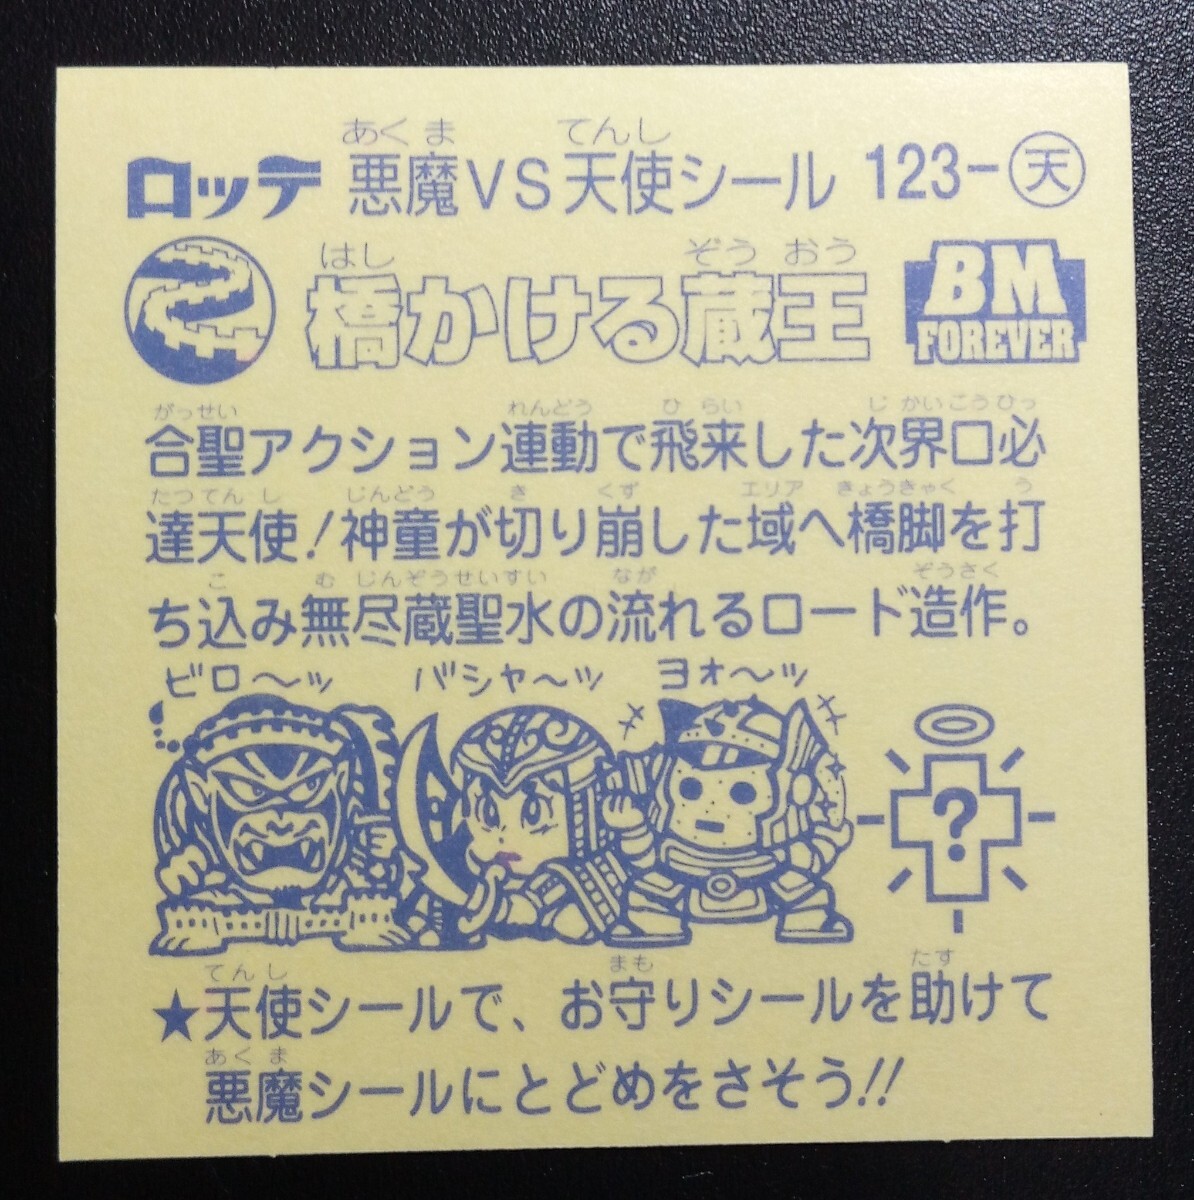 ロッテ 悪魔VS天使シール 123-天
あくま てんし
橋かける蔵王 BM FOREVER
はし ぞうおう
がっせい れんどう ひらい じかいこうひっ
合聖アクション連動で飛来した次界口必
たつてんし じんどう き くず エリア きょうきゃく う
達天使!神童が切り崩した域へ橋脚を打
こ む じんぞうせいすい なが ぞうさく
ち込み無尽蔵聖水の流れるロード造作。
ビロ〜ッ バシャ〜ッ ヨォ〜ッ
?
てんし まも たす
★天使シールで、お守りシールを助けて
あくま
悪魔シールにとどめをさそう!!